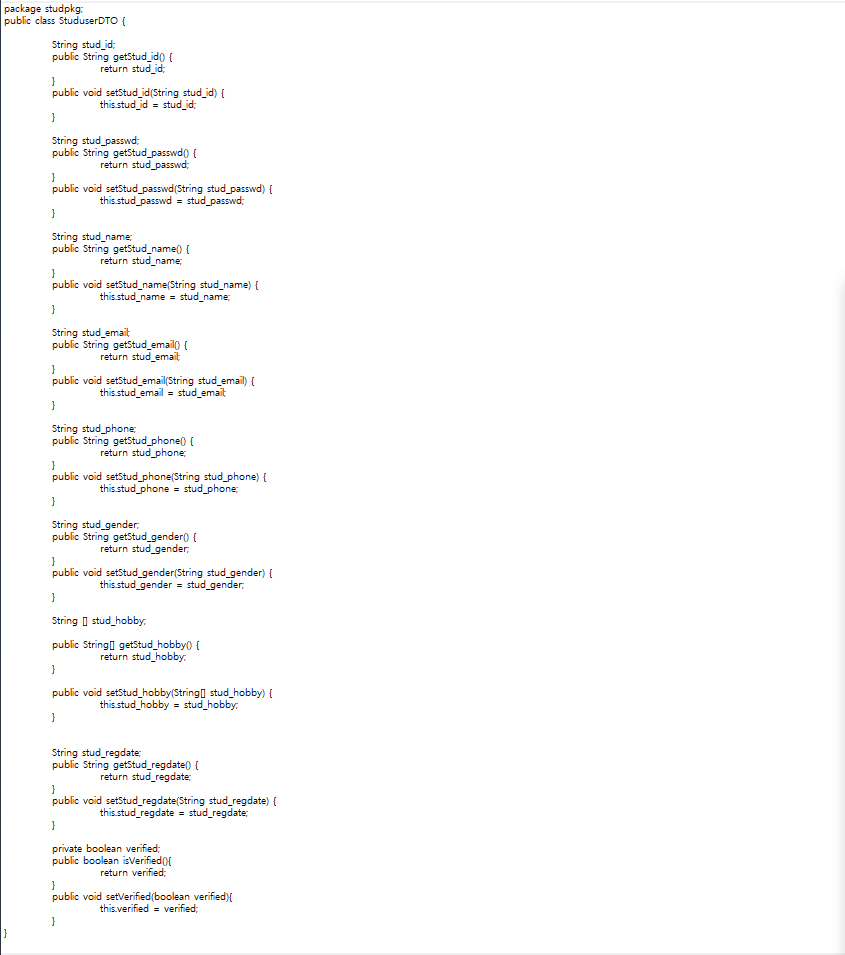 package studpkg;
public class StuduserDTO {
String stud_id;
public String getStud_id() {
return stud_id;
}
public void setStud_id(String stud_id) {
this.stud_id = stud_id;
}
String stud_passwd;
public String getStud_passwd() {
return stud_passwd;
}
public void setStud_passwd(String stud_passwd) {
this.stud_passwd = stud_passwd;
}
String stud_name;
public String getStud_name() {
return stud_name;
}
public void setStud_name(String stud_name) {
this.stud_name = stud_name;
}
String stud_email;
public String getStud_email() {
return stud_email;
}
public void setStud_email(String stud_email) {
this.stud_email = stud_email;
}
String stud_phone;
public String getStud_phone() {
return stud_phone;
}
public void setStud_phone(String stud_phone) {
this.stud_phone = stud_phone;
}
String stud_gender;
public String getStud_gender() {
return stud_gender;
}
public void setStud_gender(String stud_gender) {
this.stud_gender = stud_gender;
}
String [] stud_hobby;
public String[] getStud_hobby() {
return stud_hobby;
}
public void setStud_hobby(String[] stud_hobby) {
this.stud_hobby = stud_hobby;
}
String stud_regdate;
public String getStud_regdate() {
return stud_regdate;
}
public void setStud_regdate(String stud_regdate) {
this.stud_regdate = stud_regdate;
}
private boolean verified;
public boolean isVerified(){
return verified;
}
public void setVerified(boolean verified){
this.verified = verified;
}
}